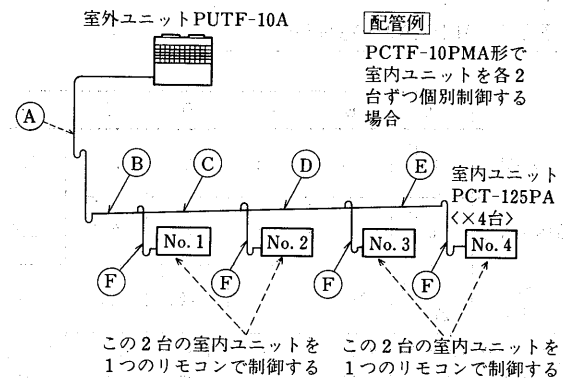 室外ユニットPUTF-10A
配管例
PCTF-10PMA形で
室内ユニットを各2
台ずつ個別制御する
場合
A
B
C
D
E
室内ユニット
PCT-125PA
〈×4台〉
No.1
No.2
No.3
No.4
F
F
F
F
この2台の室内ユニットを
1つのリモコンで制御する
この2台の室内ユニットを
1つのリモコンで制御する